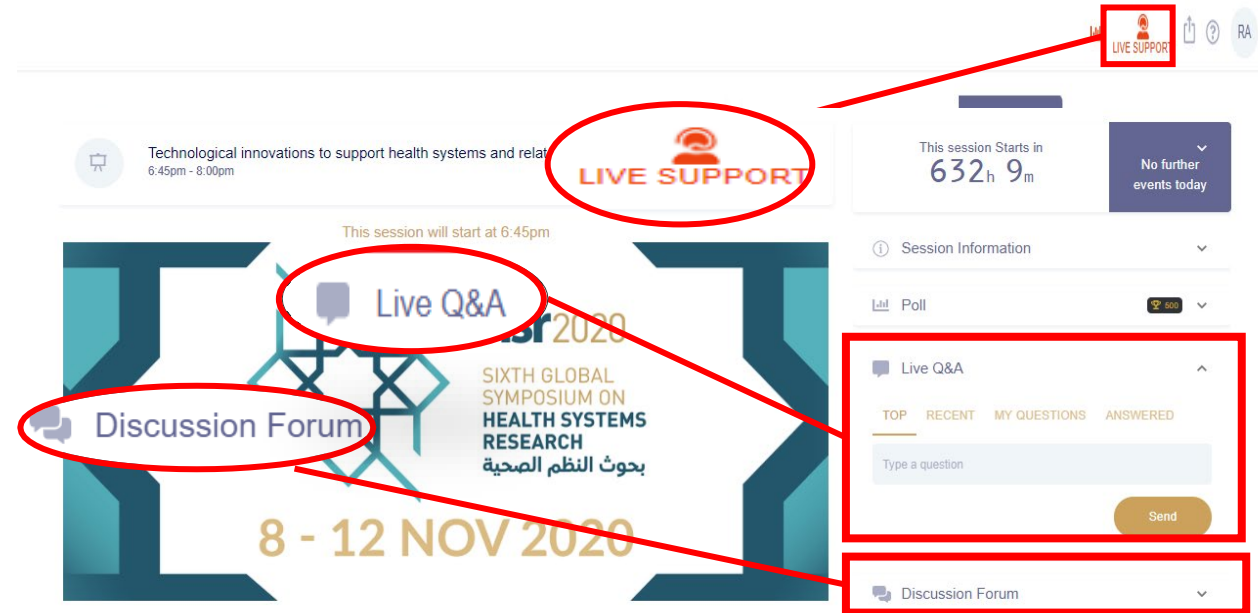 LIVE SUPPORT
RA
Technological innovations to support health systems and relat
6:45pm - 8:00pm
LIVE SUPPORT
This session Starts in
632h 9m
No further
events today
This session will start at 6:45pm
Session Information
Live Q&A
Poll
500
2020
SIXTH GLOBAL
SYMPOSIUM ON
HEALTH SYSTEMS
RESEARCH
بحوث النظم الصحية
Discussion Forum
8 - 12 NOV 2020
Live Q&A
TOP RECENT MY QUESTIONS ANSWERED
Type a question
Send
Discussion Forum